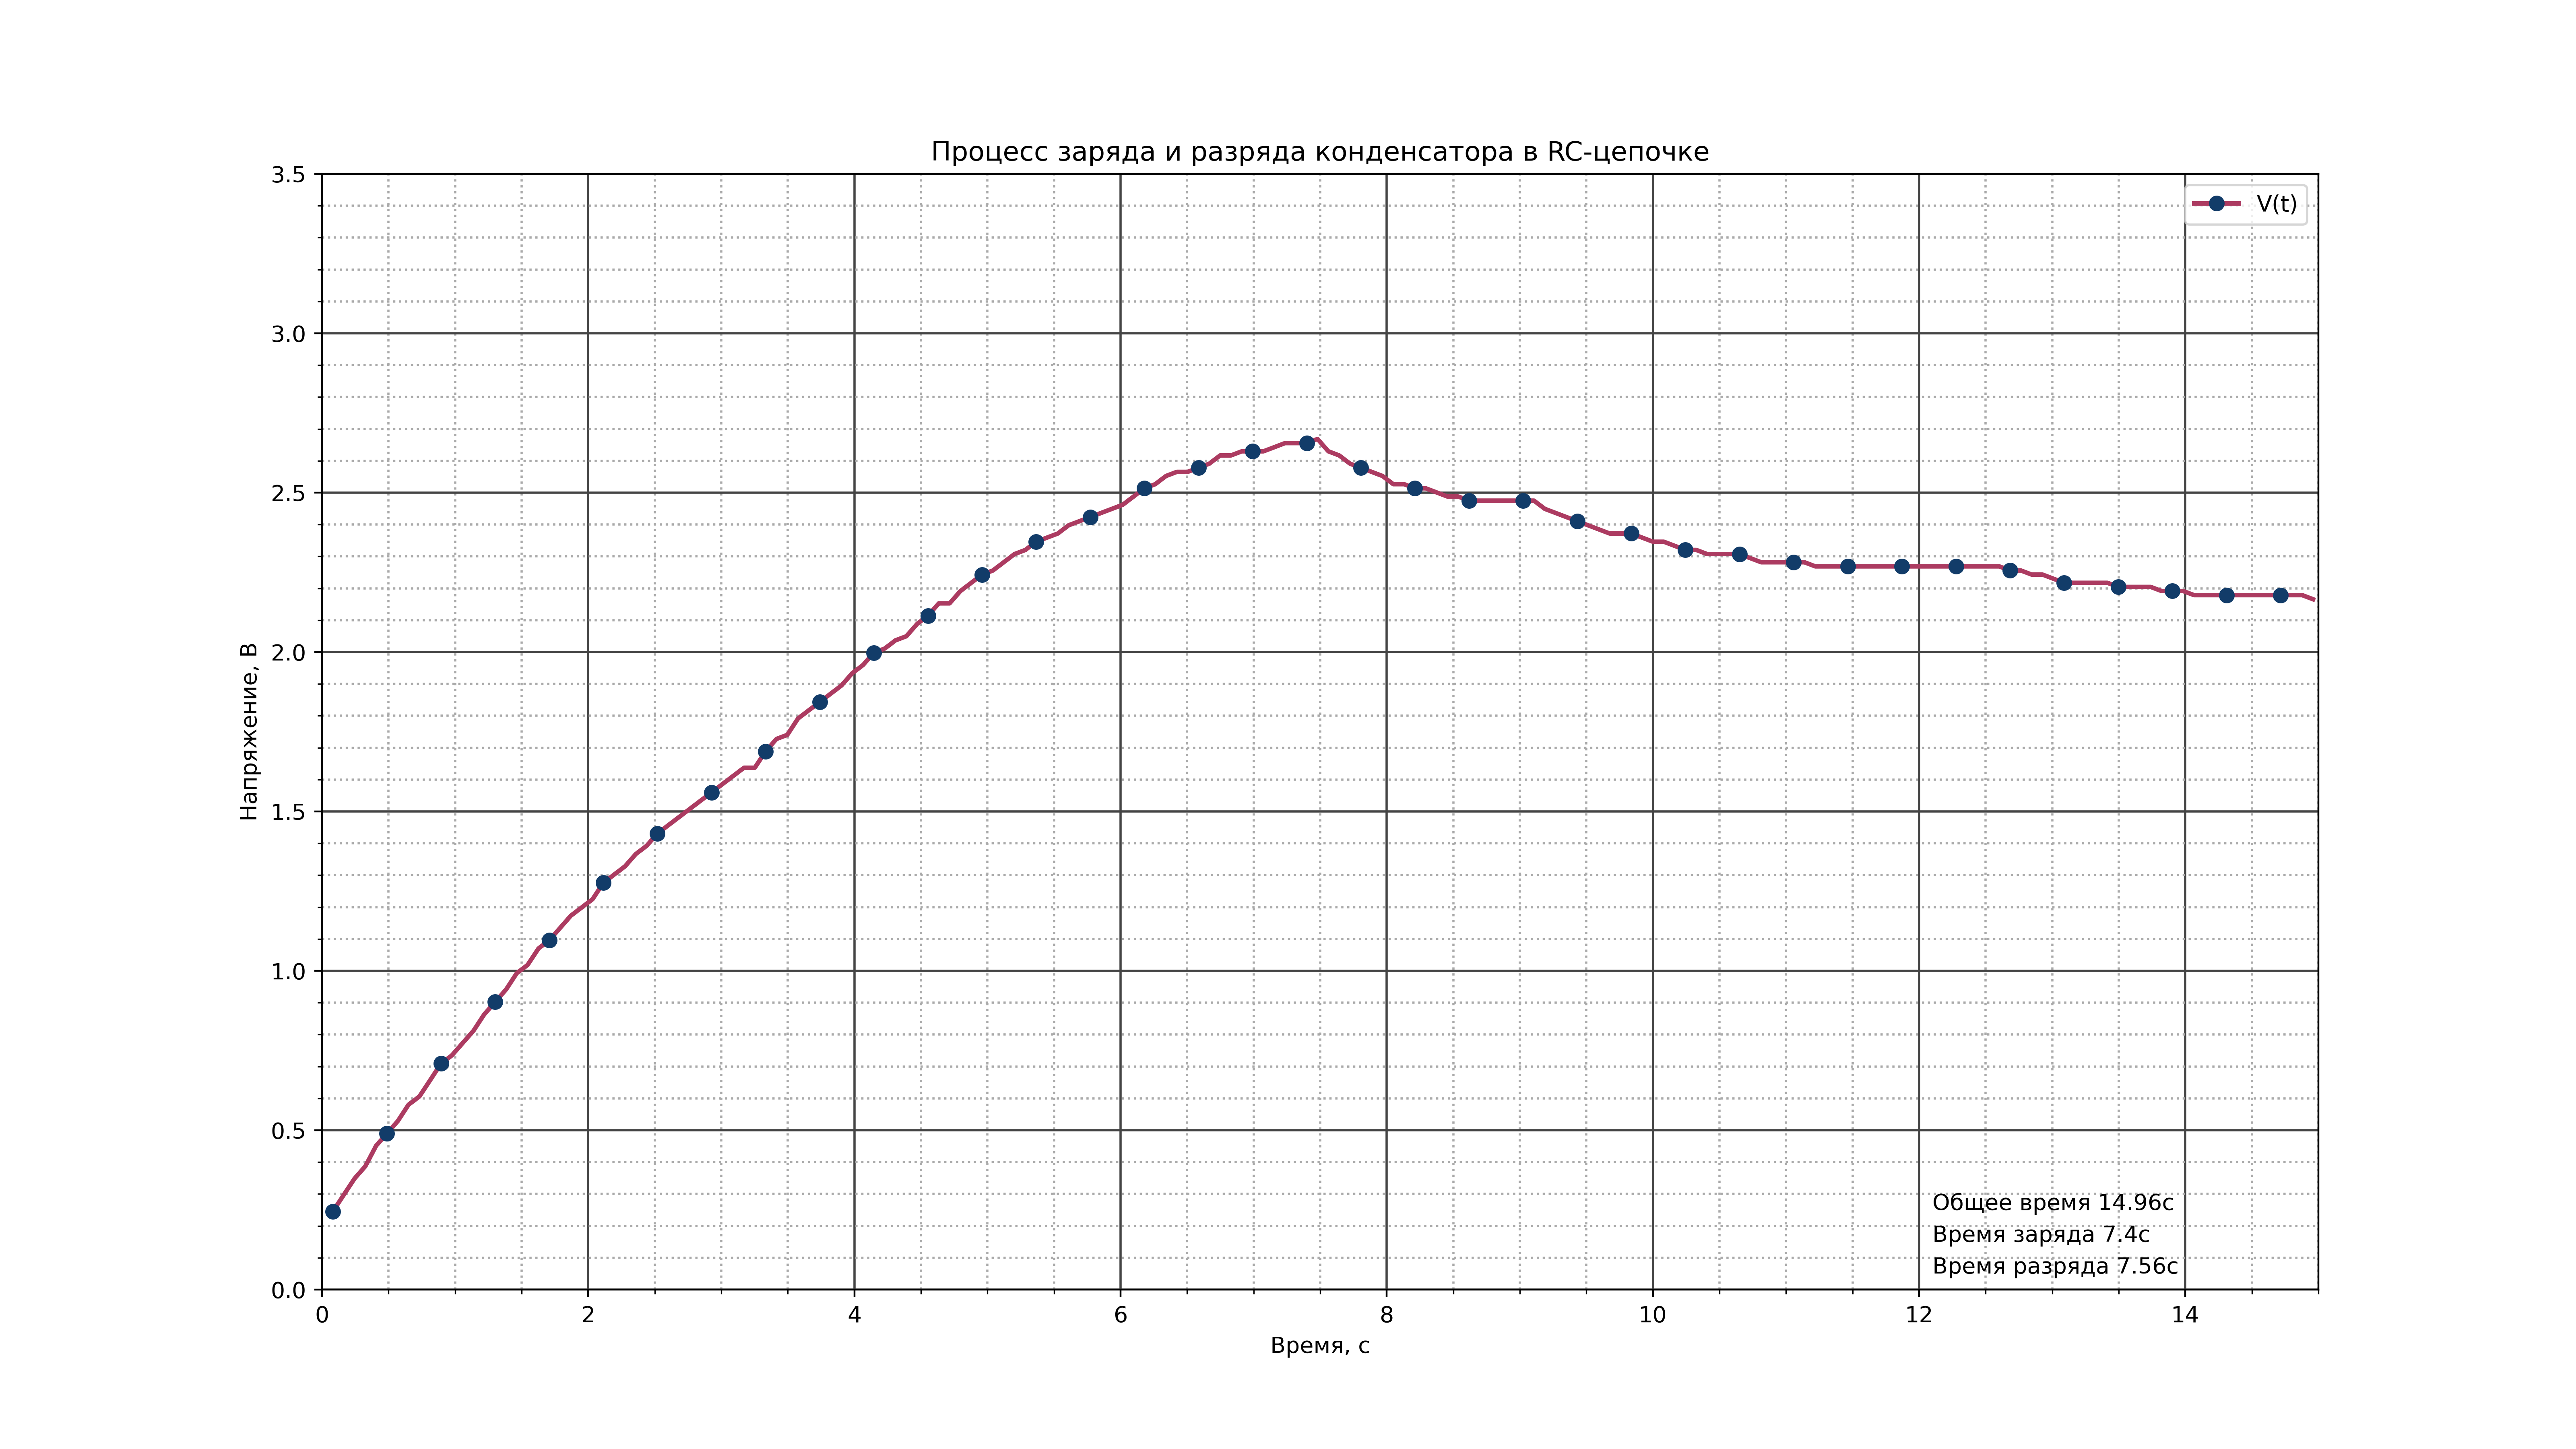 Процесс заряда и разряда конденсатора в RC-цепочке
3.5
3.0
2.5
2.0
1.5
1.0
0.5
0.0
Напряжение, В
V(t)
Общее время 14.96с
Время заряда 7.4с
Время разряда 7.56с
0 2 4 6 8 10 12 14
Время, с